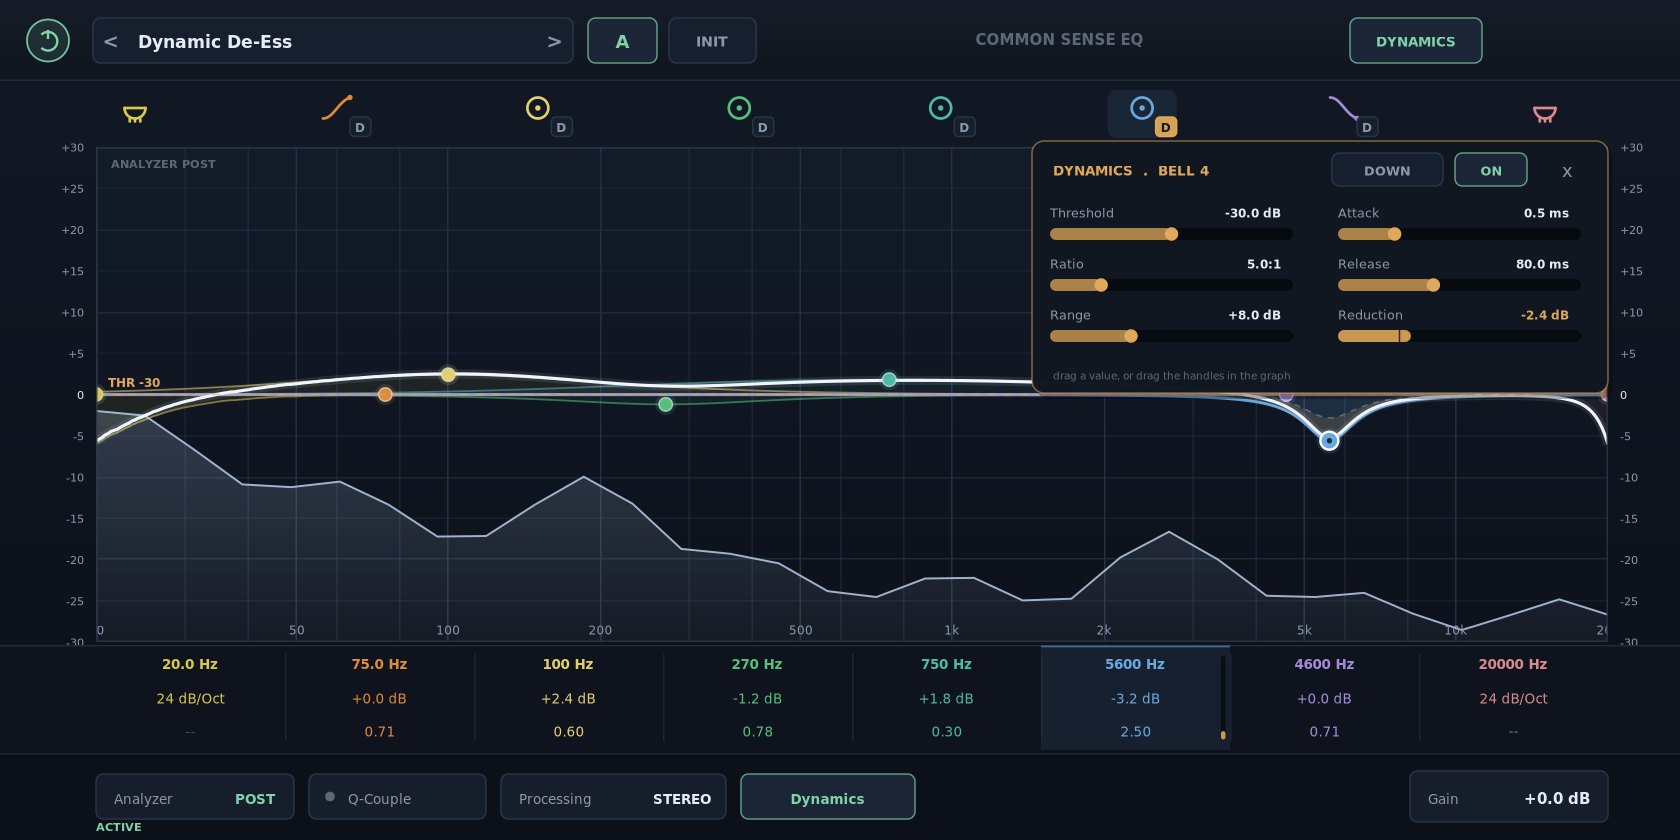 < Dynamic De-Ess > A INIT COMMON SENSE EQ DYNAMICS
D D D D D D
+30 ANALYZER POST +30
DYNAMICS . BELL 4 DOWN ON X
+25 +25
Threshold -30.0 dB Attack 0.5 ms
+20 +20
Ratio 5.0:1 Release 80.0 ms
+15 +15
Range +8.0 dB Reduction -2.4 dB
+10 +10
+5 +5
drag a value, or drag the handles in the graph
THR -30
0 0
-5 -5
-10 -10
-15 -15
-20 -20
-25 -25
0 50 100 200 500 1k 2k 5k 10k 20
-30 -30
20.0 Hz 75.0 Hz 100 Hz 270 Hz 750 Hz 5600 Hz 4600 Hz 20000 Hz
24 dB/Oct +0.0 dB +2.4 dB -1.2 dB +1.8 dB -3.2 dB +0.0 dB 24 dB/Oct
-- 0.71 0.60 0.78 0.30 2.50 0.71 --
Analyzer POST Q-Couple Processing STEREO Dynamics Gain +0.0 dB
ACTIVE